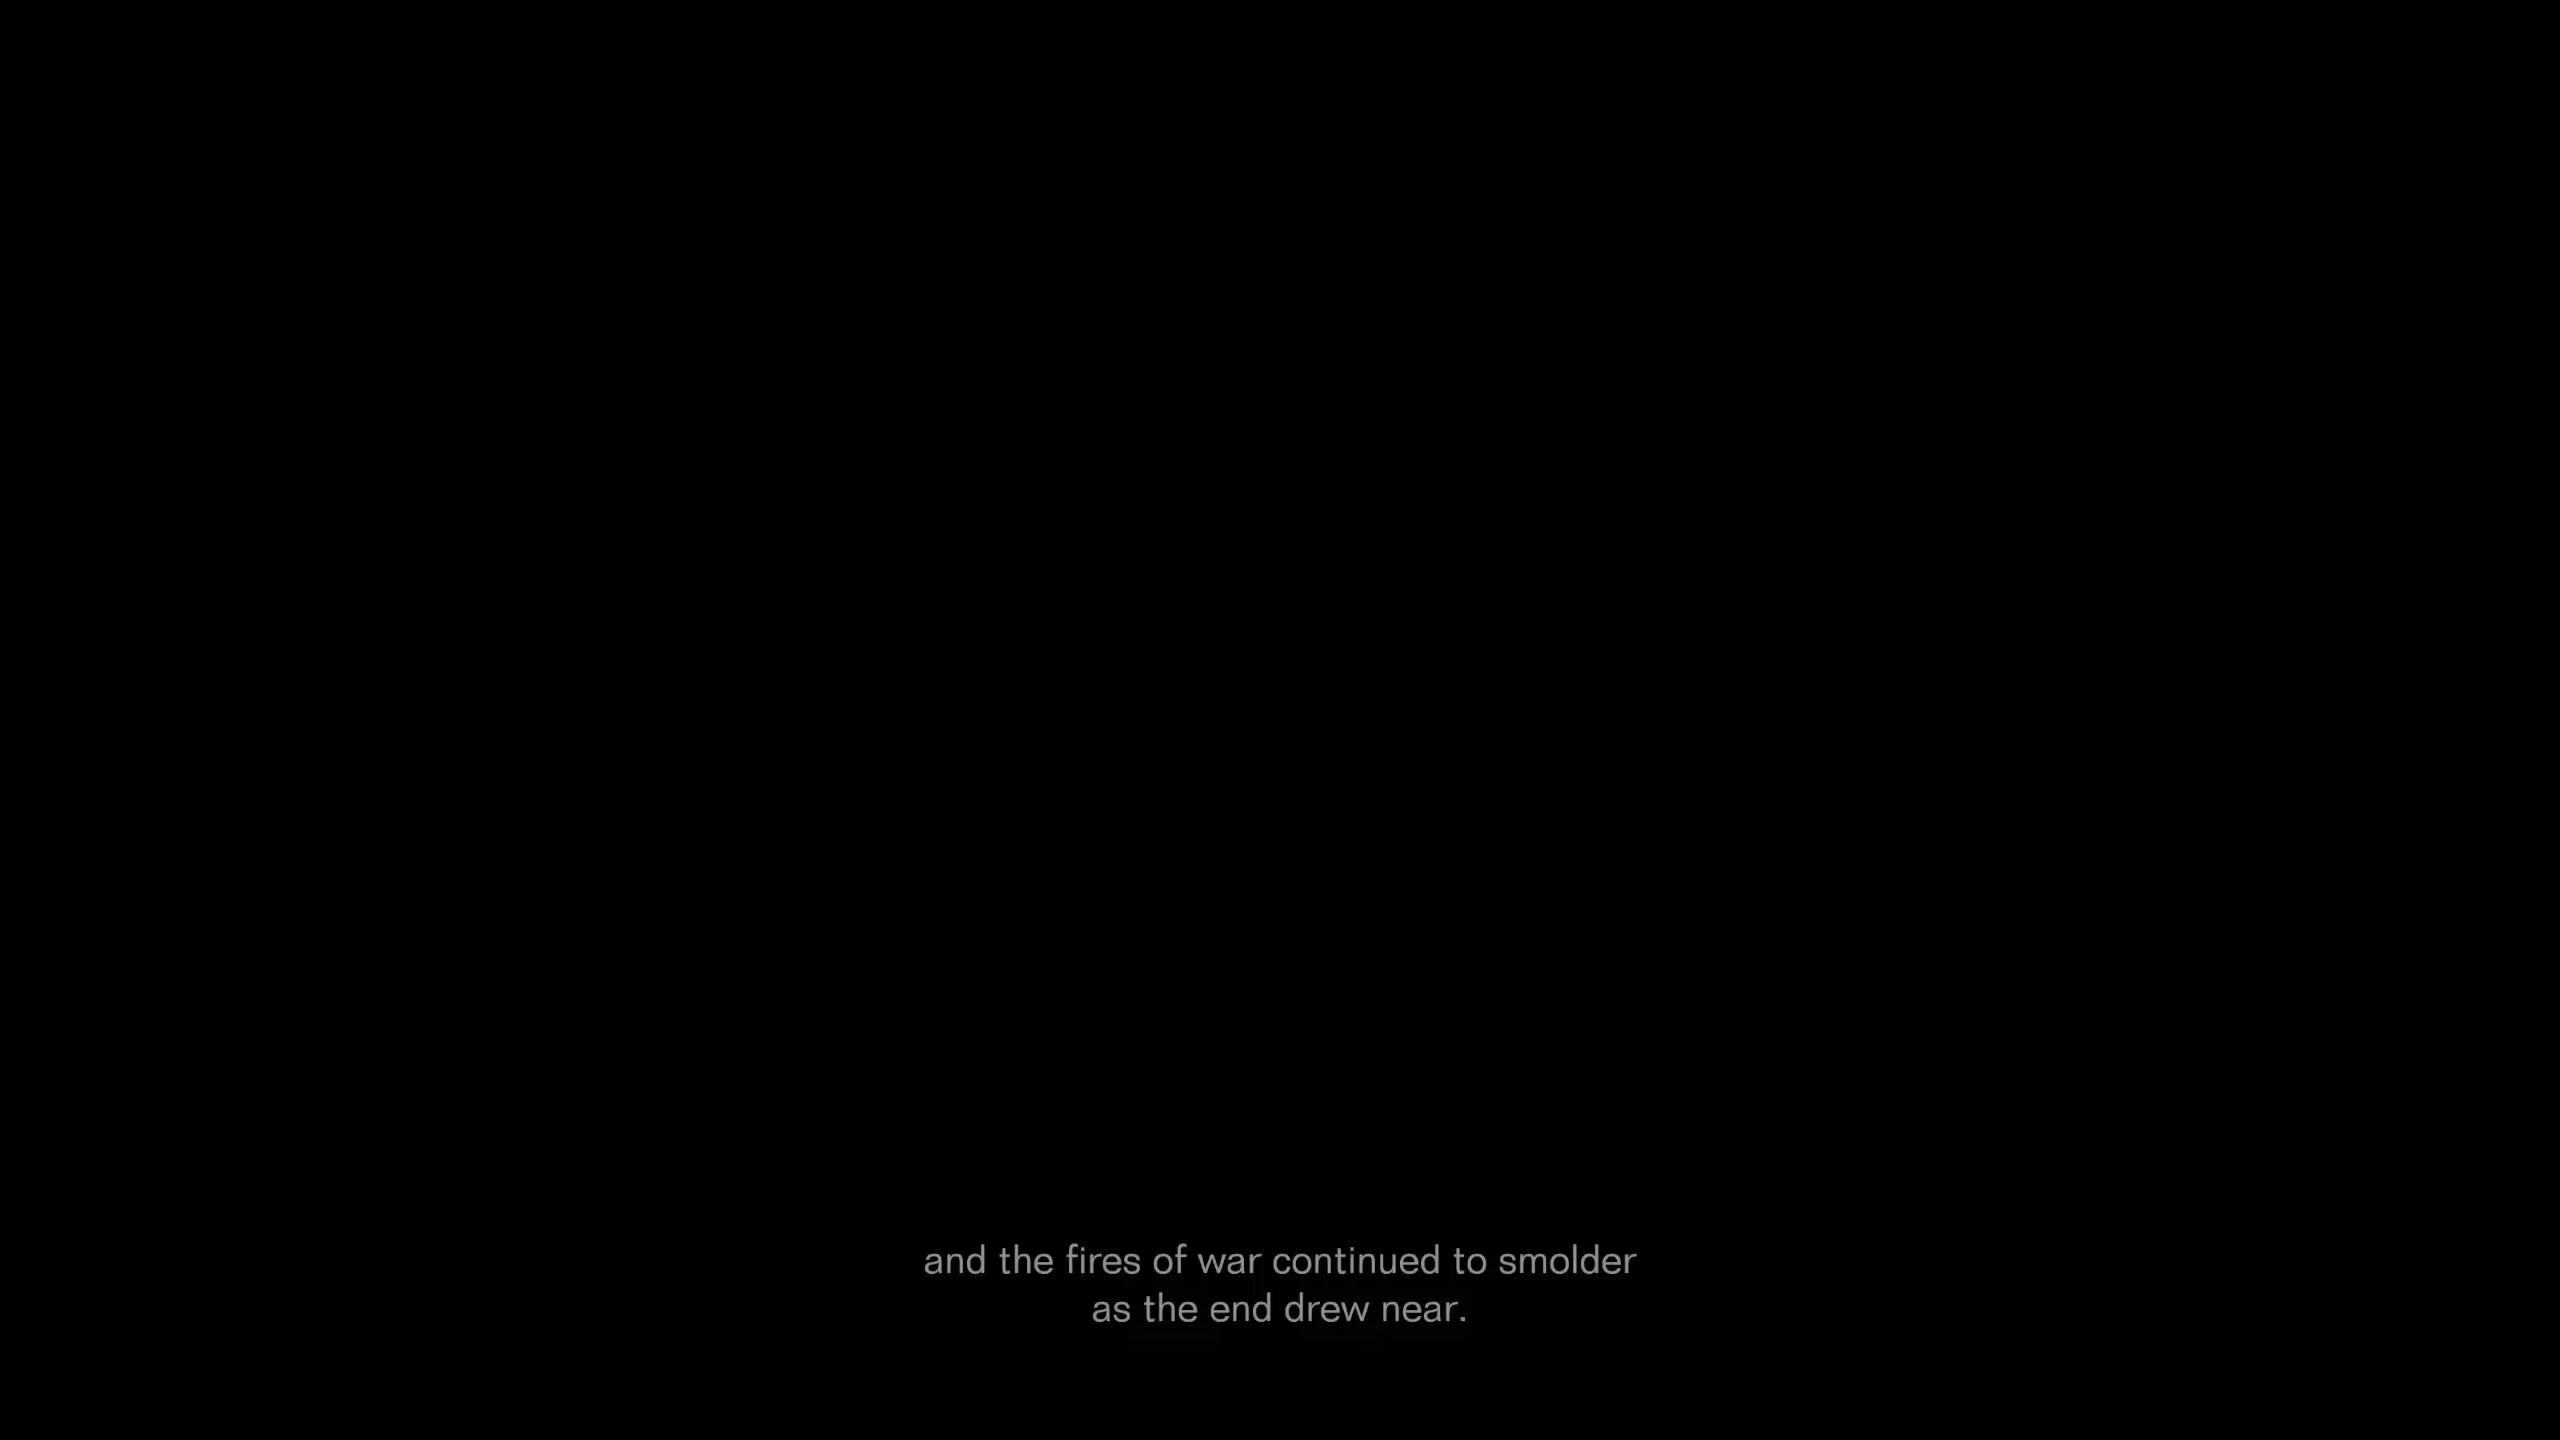 and the fires of war continued to smolder
as the end drew near.